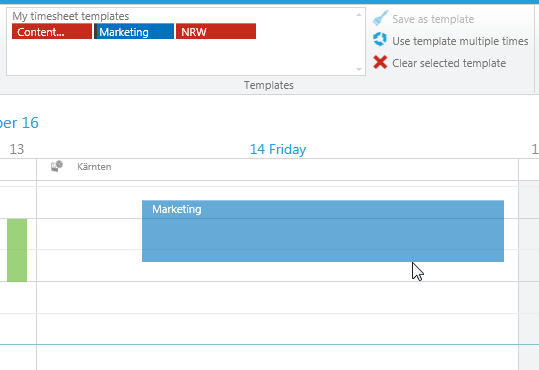 My timesheet templates
Content... Marketing NRW
Save as template
Use template multiple times
Clear selected template
Templates
er 16
13 14 Friday 1
Kärnten
Marketing